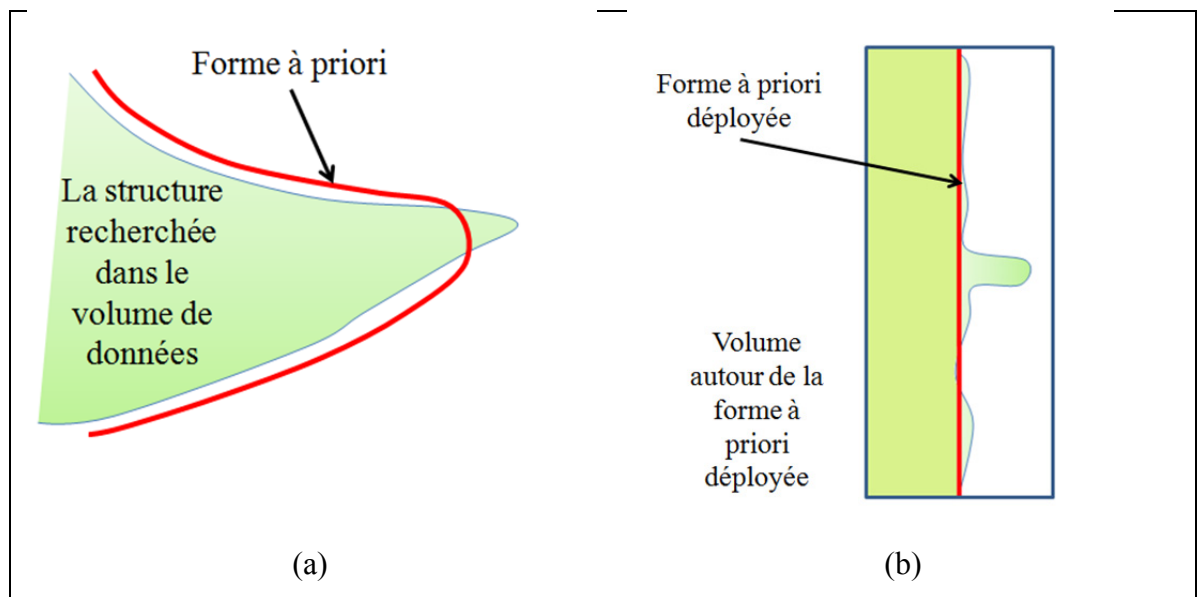 Forme à priori
La structure
recherchée
dans le
volume de
données
(a)
Forme à priori
déployée
Volume
autour de la
forme à
priori
déployée
(b)